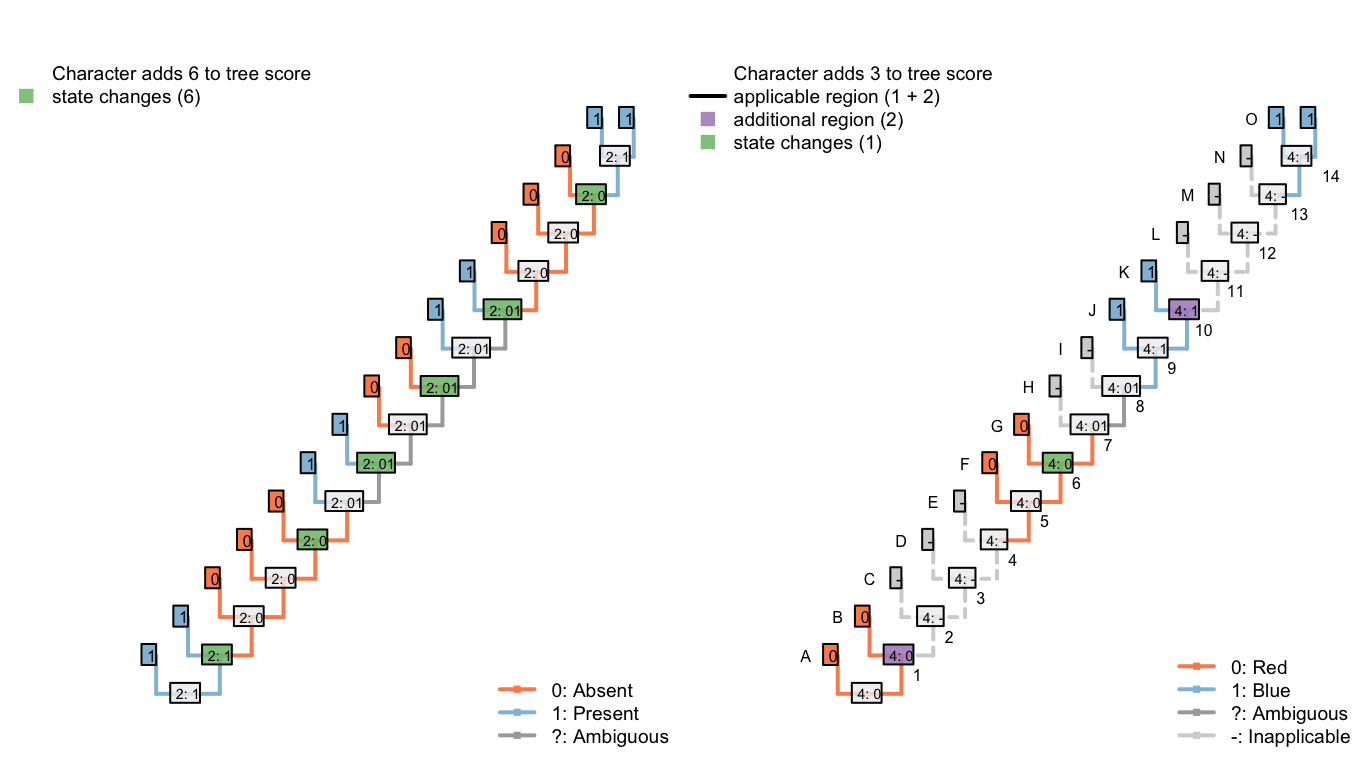 Character adds 6 to tree score
state changes (6)
1 1
0 2: 1
0 2: 0
0 2: 0
1 2: 0
1 2: 01
0 2: 01
0 2: 01
1 2: 01
1 2: 01
0 2: 01
0 2: 0
0 2: 0
1 2: 0
1 2: 1
2: 1
0: Absent
1: Present
?: Ambiguous
Character adds 3 to tree score
applicable region (1 + 2)
additional region (2)
state changes (1)
O 1 1
N - 4: 1
14
M - 4: -
13
L - 4: -
12
K 1 4: -
11
J 1 4: 1
10
I - 4: 1
9
H - 4: 01
8
G 0 4: 01
7
F 0 4: 0
6
E - 4: 0
5
D - 4: -
4
C - 4: -
3
B 0 4: -
2
A 0 4: 0
1
4: 0
0: Red
1: Blue
?: Ambiguous
-: Inapplicable